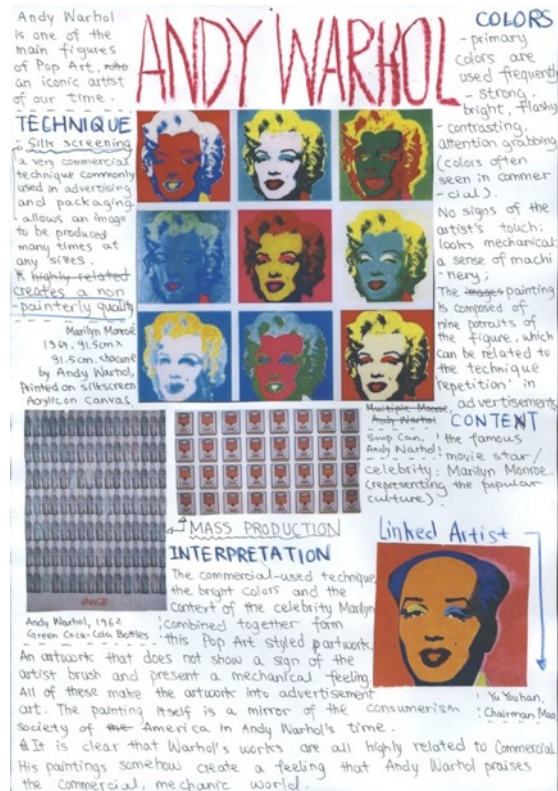 Andy Warhol
is one of the
main figures
of Pop Art, who
an iconic artist
of our time.
ANDY WARHOL
COLORS
- primary
colors are
used frequently
- strong,
bright, flashing
- contrasting,
attention grabbing
(colors often
seen in commer
-cial).
No signs of the
artist's touch;
looks mechanical
a sense of machi
-nery;
The images painting
is composed of
nine potraits of
the figure, which
can be related to
the technique
'repetition' in
advertisements
TECHNIQUE
Silk screening
a very commercial
technique commonly
used in advertising
and packaging
allows an image
to be produced
many times at
any sizes.
* highly related
creates a non
-painterly quality
Marilyn Monroe
91.5cm x
91.5cm.
by Andy Warhol,
Printed on silkscreen
Acrylic on canvas
Multiple Monroe,
Andy Warhol
Soup Can,
Andy Warhol
CONTENT
the famous
movie star/
celebrity: Marilyn Monroe.
(representing the popular
culture).
MASS PRODUCTION
Andy Warhol, 1962
Green Coca-Cola Bottles
INTERPRETATION
The commercial-used technique,
the bright colors and the
context of the celebrity Marilyn
combined together form
this Pop Art styled partwork.
An artwork that does not show a sign of the
artist brush and present a mechanical feeling.
All of these make the artwork into advertisement
art. The painting itself is a mirror of the consumerism
society of the America in Andy Warhol's time.
It is clear that Warhol's works are all highly related to Commercial
His paintings somehow create a feeling that Andy Warhol praises
the commercial, mechanic world.
Linked Artist
Yu Youhan,
Chairman Mao